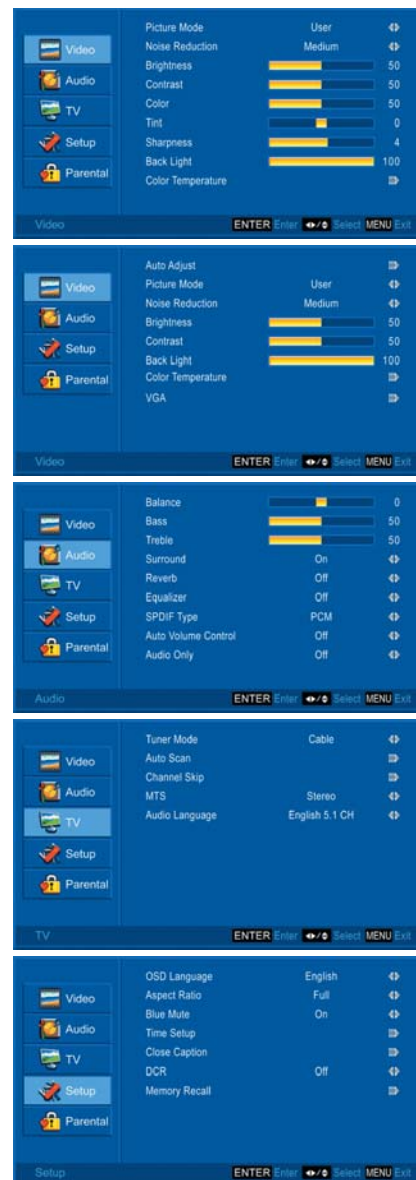 Picture Mode User
Video Noise Reduction Medium
Brightness 50
Audio Contrast 50
Color 50
TV Tint 0
Setup Sharpness 4
Back Light 100
Parental Color Temperature
Video ENTER Enter / Select MENU Exit
Auto Adjust
Video Picture Mode User
Noise Reduction Medium
Audio Brightness 50
Contrast 50
Setup Back Light 100
Parental Color Temperature
VGA
Video ENTER Enter / Select MENU Exit
Balance 0
Video Bass 50
Treble 50
Audio Surround On
TV Reverb Off
Equalizer Off
Setup SPDIF Type PCM
Auto Volume Control Off
Parental Audio Only Off
Audio ENTER Enter / Select MENU Exit
Tuner Mode Cable
Video Auto Scan
Channel Skip
Audio MTS Stereo
TV Audio Language English 5.1 CH
Setup
Parental
TV ENTER Enter / Select MENU Exit
OSD Language English
Video Aspect Ratio Full
Blue Mute On
Audio Time Setup
TV Close Caption
DCR Off
Setup Memory Recall
Parental
Setup ENTER Enter / Select MENU Exit